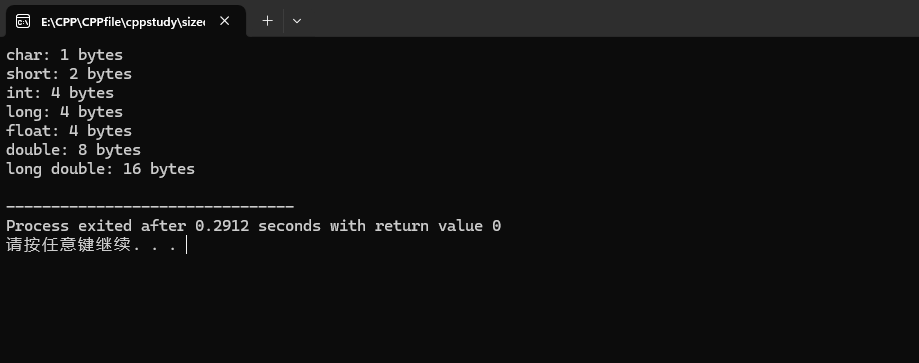 E:\CPP\CPPfile\cppstudy\sized
char: 1 bytes
short: 2 bytes
int: 4 bytes
long: 4 bytes
float: 4 bytes
double: 8 bytes
long double: 16 bytes
--------------------------------
Process exited after 0.2912 seconds with return value 0
请按任意键继续. . .